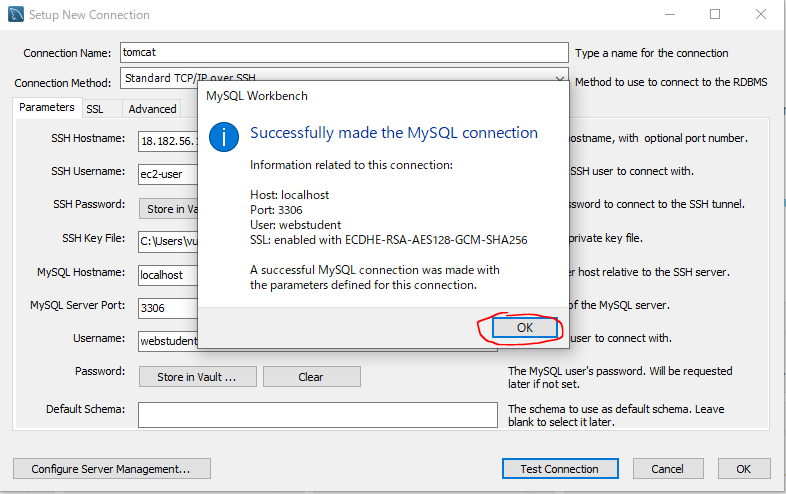 Setup New Connection
Connection Name: tomcat Type a name for the connection
Connection Method: Standard TCP/IP over SSH Method to use to connect to the RDBMS
Parameters SSL Advanced
MySQL Workbench
Successfully made the MySQL connection
Information related to this connection:
Host: localhost
Port: 3306
User: webstudent
SSL: enabled with ECDHE-RSA-AES128-GCM-SHA256
A successful MySQL connection was made with
the parameters defined for this connection.
OK
SSH Hostname: 18.182.56. with optional port number.
SSH Username: ec2-user SSH user to connect with.
SSH Password: Store in Vau to connect to the SSH tunnel.
SSH Key File: C:\Users\vu private key file.
MySQL Hostname: localhost host relative to the SSH server.
MySQL Server Port: 3306 of the MySQL server.
Username: webstudent user to connect with.
Password: Store in Vault ... Clear The MySQL user's password. Will be requested
later if not set.
Default Schema: The schema to use as default schema. Leave
blank to select it later.
Configure Server Management... Test Connection Cancel OK